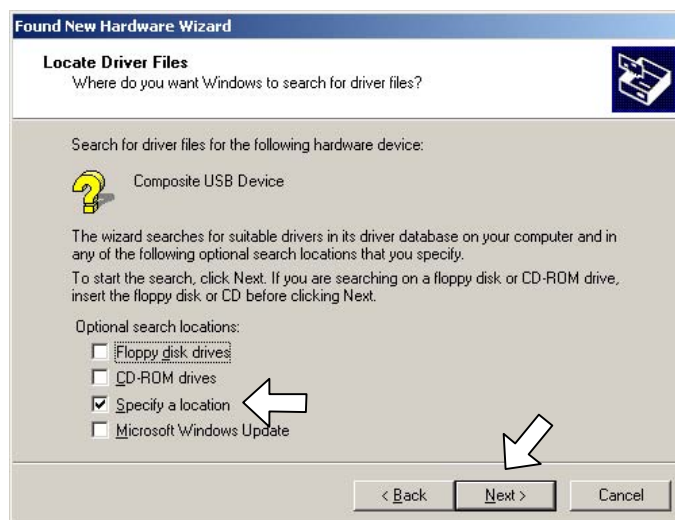 Found New Hardware Wizard
Locate Driver Files
Where do you want Windows to search for driver files?
Search for driver files for the following hardware device:
Composite USB Device
The wizard searches for suitable drivers in its driver database on your computer and in
any of the following optional search locations that you specify.
To start the search, click Next. If you are searching on a floppy disk or CD-ROM drive,
insert the floppy disk or CD before clicking Next.
Optional search locations:
Floppy disk drives
CD-ROM drives
Specify a location
Microsoft Windows Update
< Back Next > Cancel